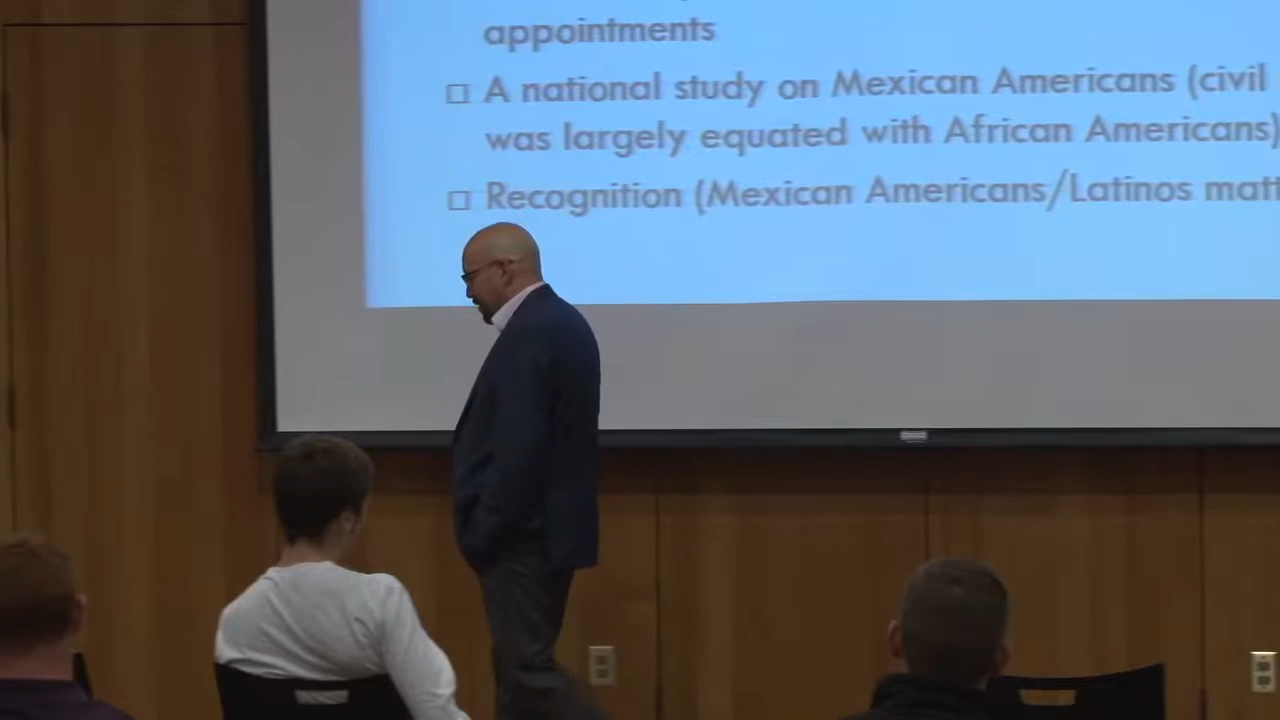 appointments
□ A national study on Mexican Americans (civil
was largely equated with African Americans)
□ Recognition (Mexican Americans/Latinos matt